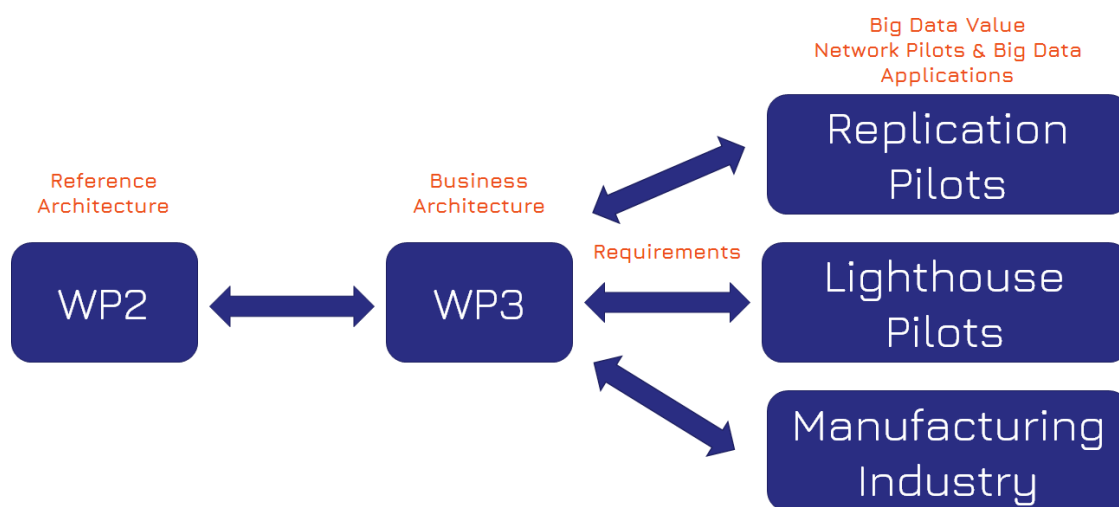 Big Data Value
Network Pilots & Big Data
Applications
Replication
Pilots
Reference
Architecture
Business
Architecture
Requirements
WP2
WP3
Lighthouse
Pilots
Manufacturing
Industry